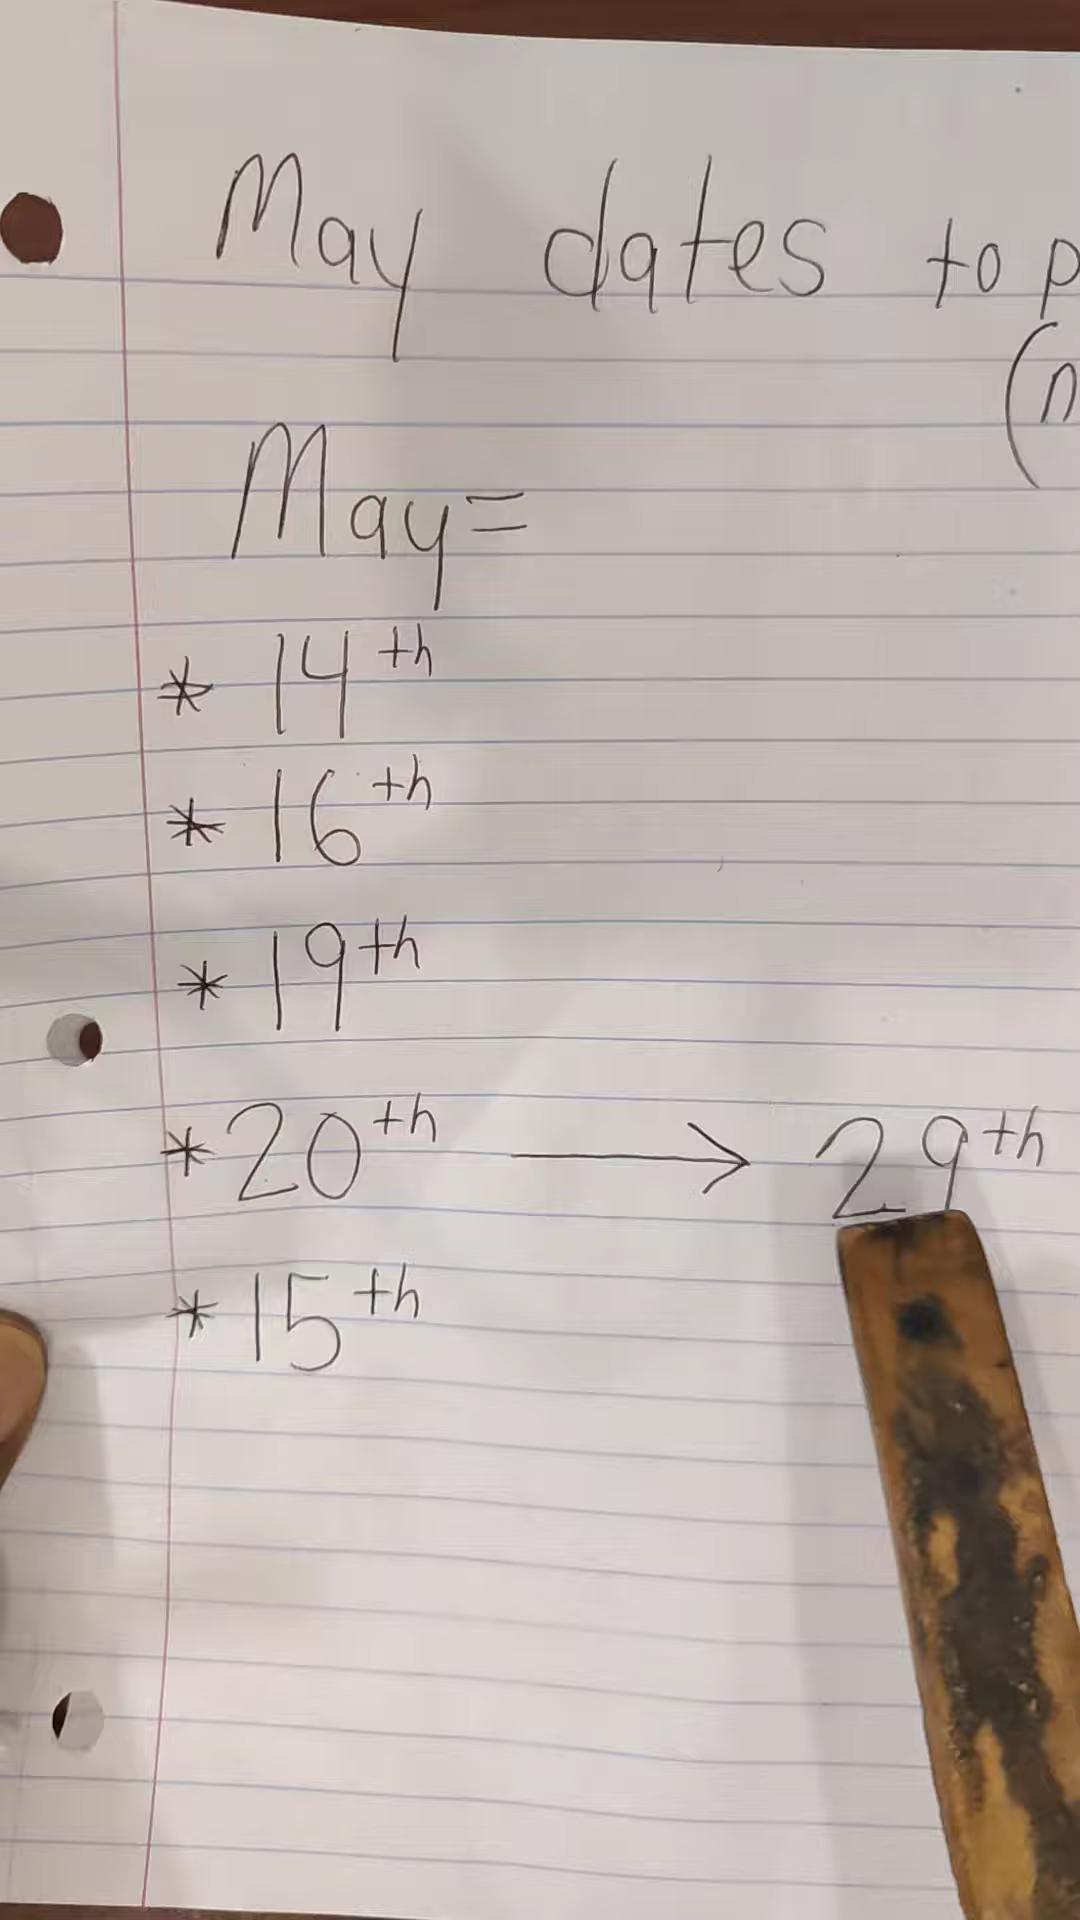 May dates to p
(n
May=
* 14th
* 16th
* 19th
* 20th → 29th
* 15th